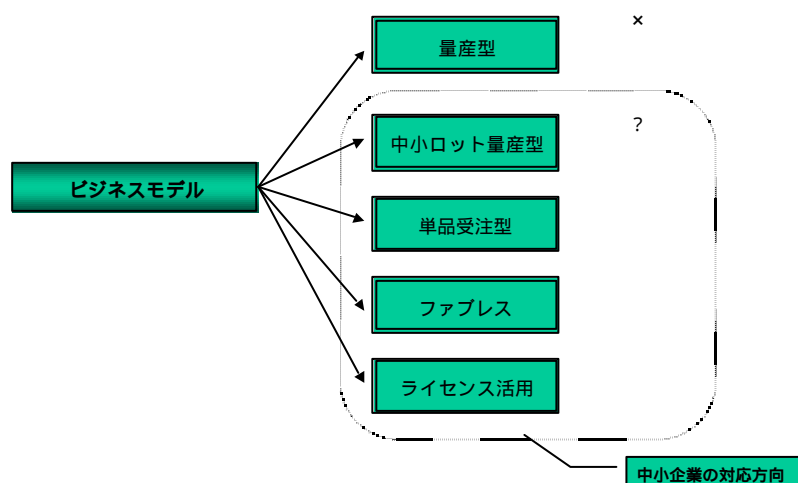 ×
量産型
?
中小ロット量産型
ビジネスモデル
単品受注型
ファブレス
ライセンス活用
中小企業の対応方向